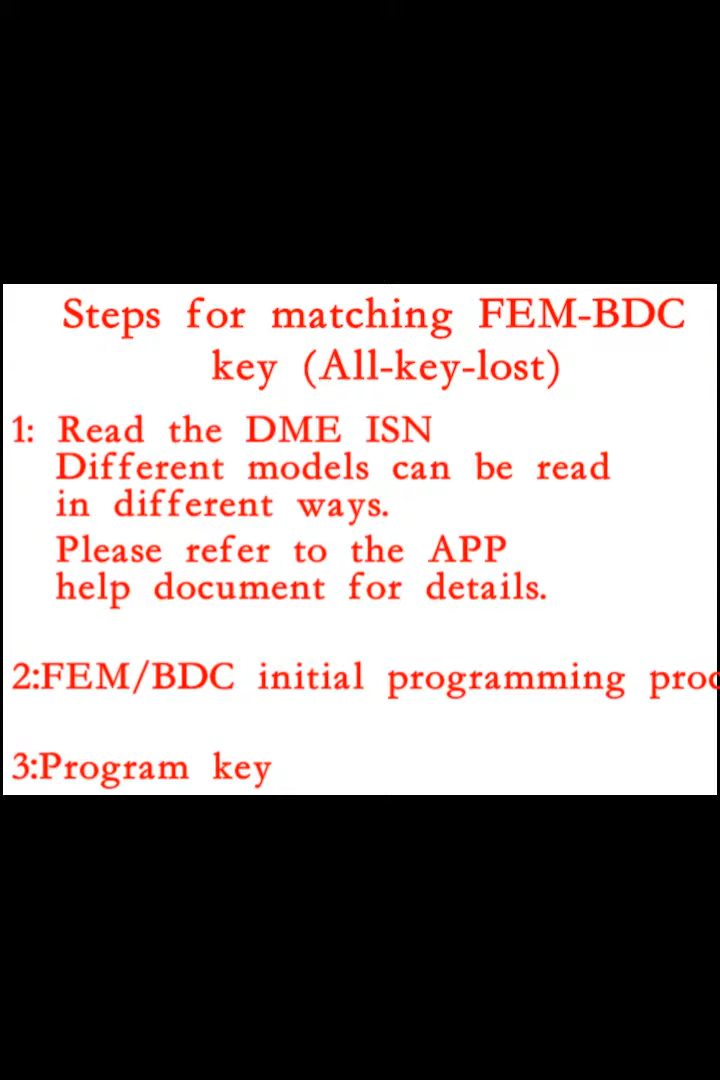 Steps for matching FEM-BDC
key (All-key-lost)
1: Read the DME ISN
Different models can be read
in different ways.
Please refer to the APP
help document for details.
2:FEM/BDC initial programming
3:Program key